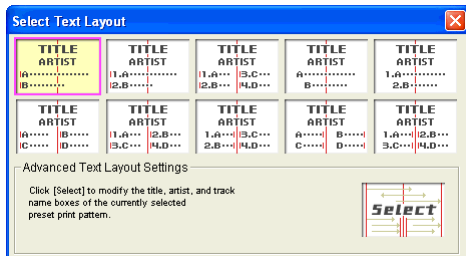 Select Text Layout
TITLE TITLE TITLE TITLE TITLE
ARTIST ARTIST ARTIST ARTIST ARTIST
A········· 1.A········· 1.A··· 3.C··· A········· 1.A·········
B········· 2.B········· 2.B··· 4.D··· B········· 2.B·········
TITLE TITLE TITLE TITLE TITLE
ARTIST ARTIST ARTIST ARTIST ARTIST
A····· B····· 1.A··· 2.B··· 1.A··· 3.C··· A····· B····· 1.A··· 2.B···
C····· D····· 3.C··· 4.D··· 2.B··· 4.D··· C····· D····· 3.C··· 4.D···
Advanced Text Layout Settings
Click [Select] to modify the title, artist, and track
name boxes of the currently selected
preset print pattern.
Select